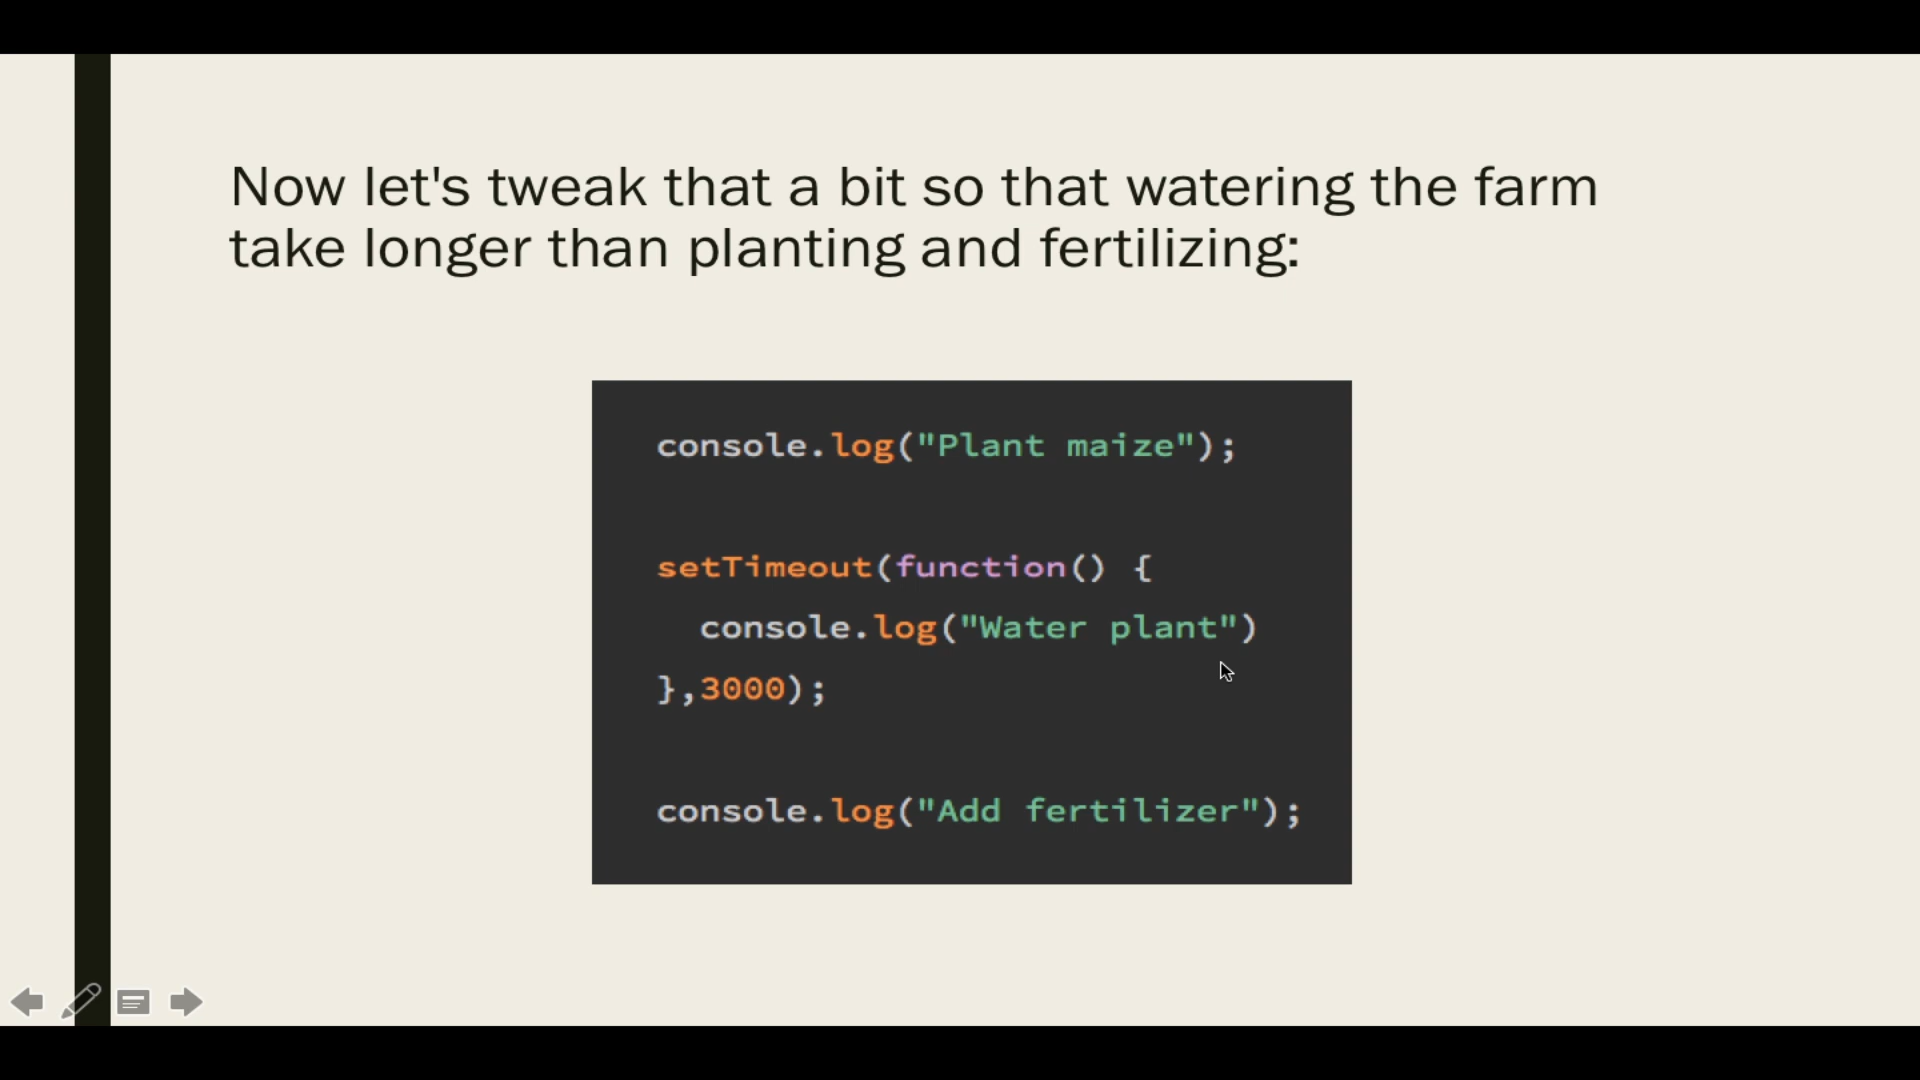 Now let's tweak that a bit so that watering the farm
take longer than planting and fertilizing:
console.log("Plant maize");
setTimeout(function() {
  console.log("Water plant")
},3000);
console.log("Add fertilizer");